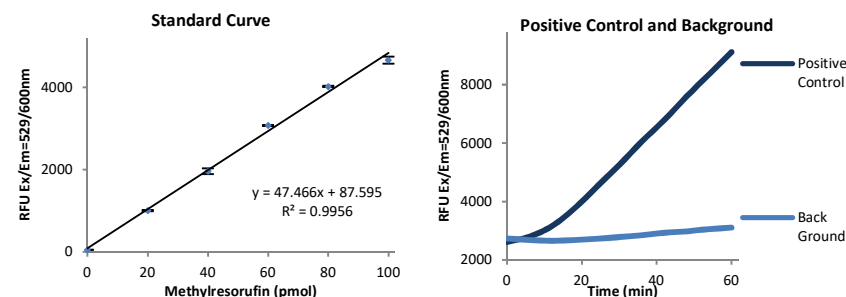 Standard Curve
RFU Ex/Em=529/600nm
4000
2000
0
y = 47.466x + 87.595
R² = 0.9956
0 20 40 60 80 100
Methylresorufin (pmol)
Positive Control and Background
RFU Ex/Em=529/600nm
8000
6000
4000
2000
0 20 40 60
Time (min)
Positive
Control
Back
Ground